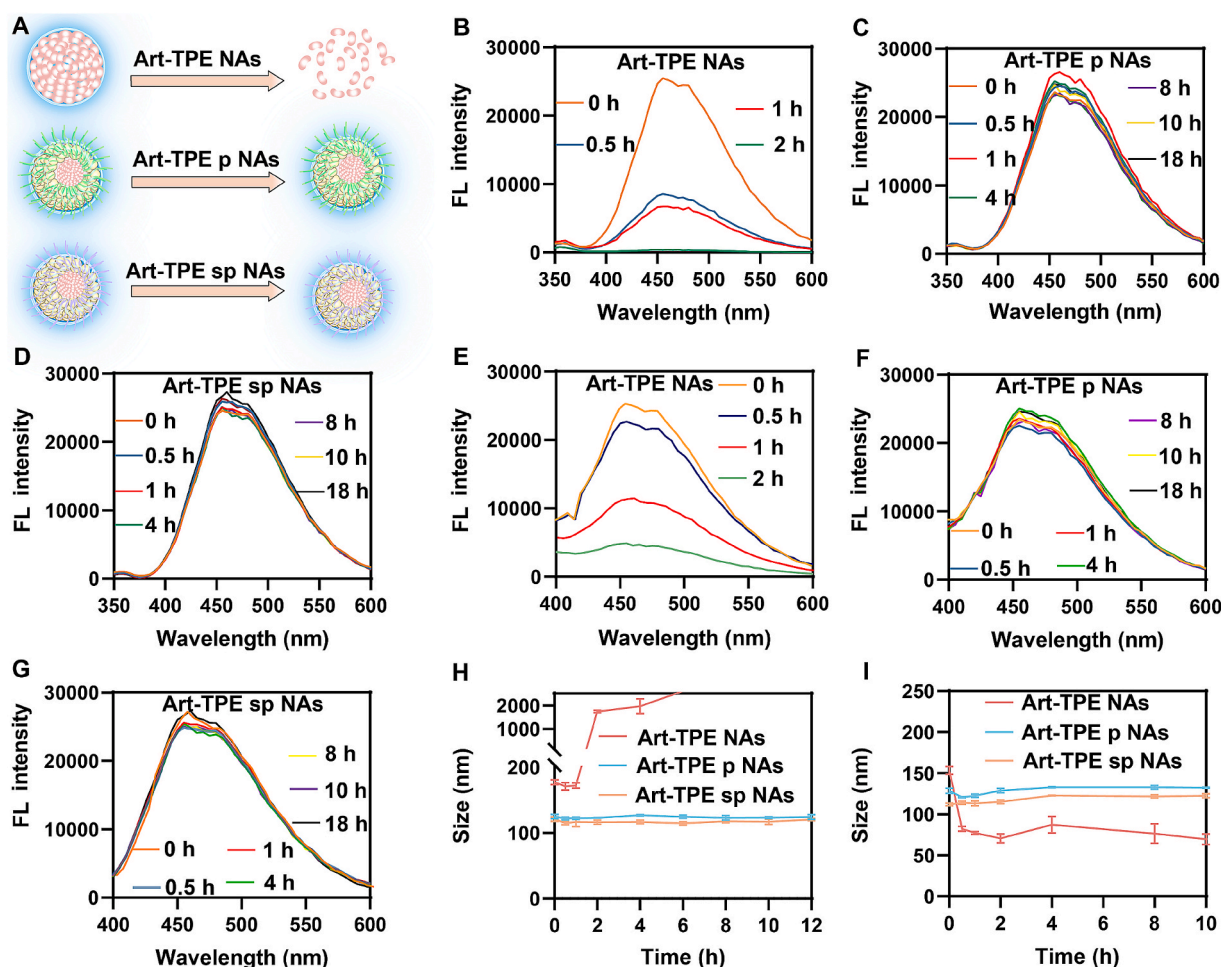 A
Art-TPE NAs
Art-TPE p NAs
Art-TPE sp NAs
B
FL intensity
30000
20000
10000
0
Art-TPE NAs
0 h
0.5 h
1 h
2 h
350 400 450 500 550 600
Wavelength (nm)
C
FL intensity
30000
20000
10000
0
Art-TPE p NAs
0 h
0.5 h
1 h
4 h
8 h
10 h
18 h
350 400 450 500 550 600
Wavelength (nm)
D
FL intensity
30000
20000
10000
0
Art-TPE sp NAs
0 h
0.5 h
1 h
4 h
8 h
10 h
18 h
350 400 450 500 550 600
Wavelength (nm)
E
FL intensity
30000
20000
10000
0
Art-TPE NAs
0 h
0.5 h
1 h
2 h
400 450 500 550 600
Wavelength (nm)
F
FL intensity
30000
20000
10000
0
Art-TPE p NAs
8 h
10 h
18 h
0 h
0.5 h
1 h
4 h
400 450 500 550 600
Wavelength (nm)
G
FL intensity
30000
20000
10000
0
Art-TPE sp NAs
8 h
10 h
18 h
0 h
0.5 h
1 h
4 h
400 450 500 550 600
Wavelength (nm)
H
Size (nm)
2000
1000
200
100
0
Art-TPE NAs
Art-TPE p NAs
Art-TPE sp NAs
0 2 4 6 8 10 12
Time (h)
I
Size (nm)
250
200
150
100
50
0
Art-TPE NAs
Art-TPE p NAs
Art-TPE sp NAs
0 2 4 6 8 10
Time (h)